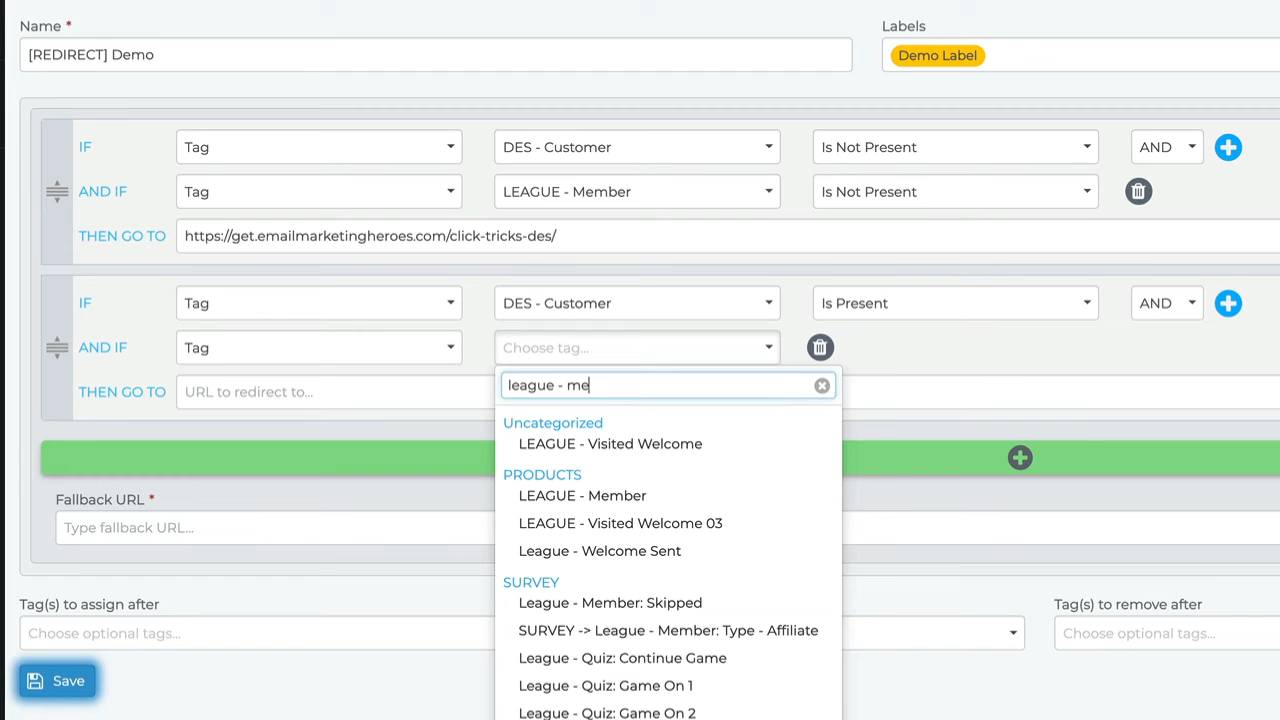 Name *
Labels
[REDIRECT] Demo
Demo Label
IF
Tag
DES - Customer
Is Not Present
AND
AND IF
Tag
LEAGUE - Member
Is Not Present
THEN GO TO
https://get.emailmarketingheroes.com/click-tricks-des/
IF
Tag
DES - Customer
Is Present
AND
AND IF
Tag
Choose tag...
THEN GO TO
URL to redirect to...
league - me
Uncategorized
LEAGUE - Visited Welcome
PRODUCTS
LEAGUE - Member
LEAGUE - Visited Welcome 03
League - Welcome Sent
SURVEY
League - Member: Skipped
SURVEY -> League - Member: Type - Affiliate
League - Quiz: Continue Game
League - Quiz: Game On 1
League - Quiz: Game On 2
Fallback URL *
Type fallback URL...
Tag(s) to assign after
Tag(s) to remove after
Choose optional tags...
Choose optional tags...
Save